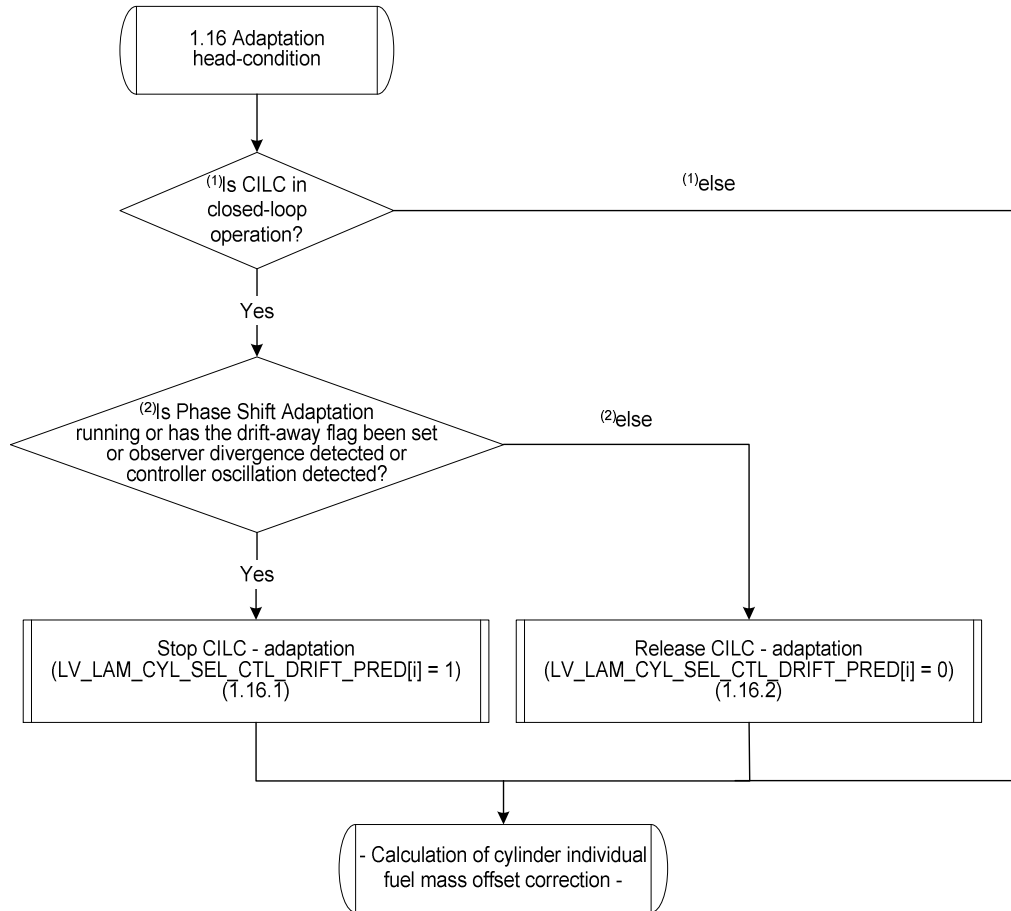 1.16 Adaptation
head-condition
(1)Is CILC in
closed-loop
operation?
(1)else
Yes
(2)Is Phase Shift Adaptation
running or has the drift-away flag been set
or observer divergence detected or
controller oscillation detected?
(2)else
Yes
Stop CILC - adaptation
(LV_LAM_CYL_SEL_CTL_DRIFT_PRED[i] = 1)
(1.16.1)
Release CILC - adaptation
(LV_LAM_CYL_SEL_CTL_DRIFT_PRED[i] = 0)
(1.16.2)
- Calculation of cylinder individual
fuel mass offset correction -